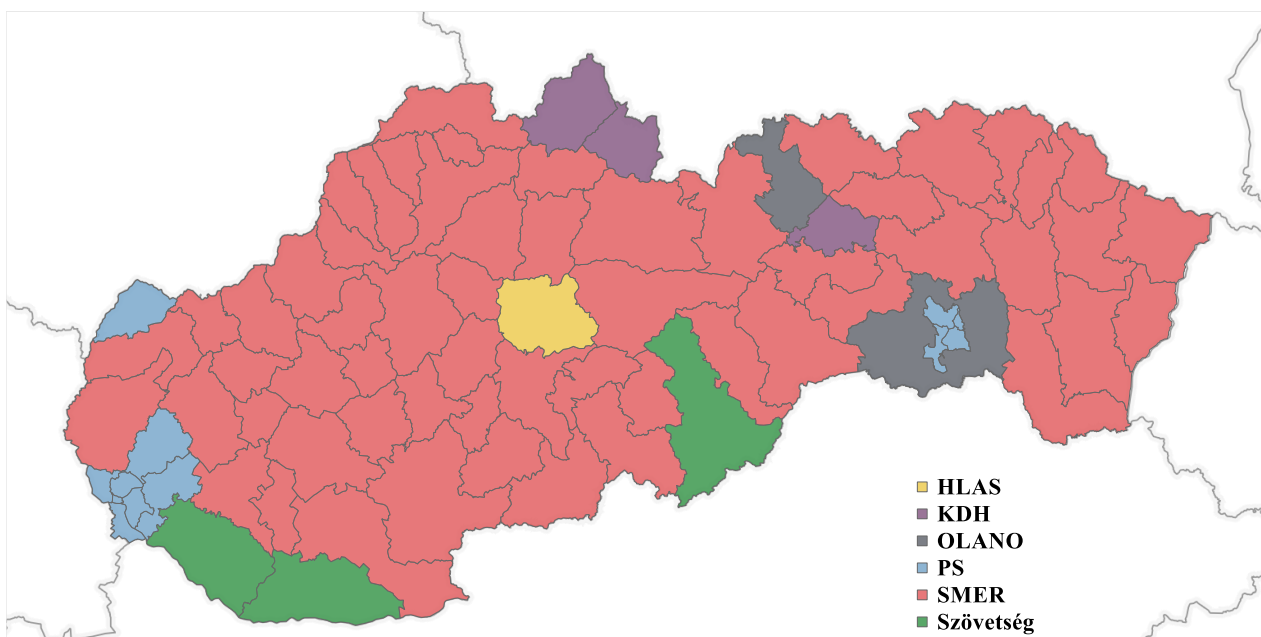 HLAS
KDH
OLANO
PS
SMER
Szövetség